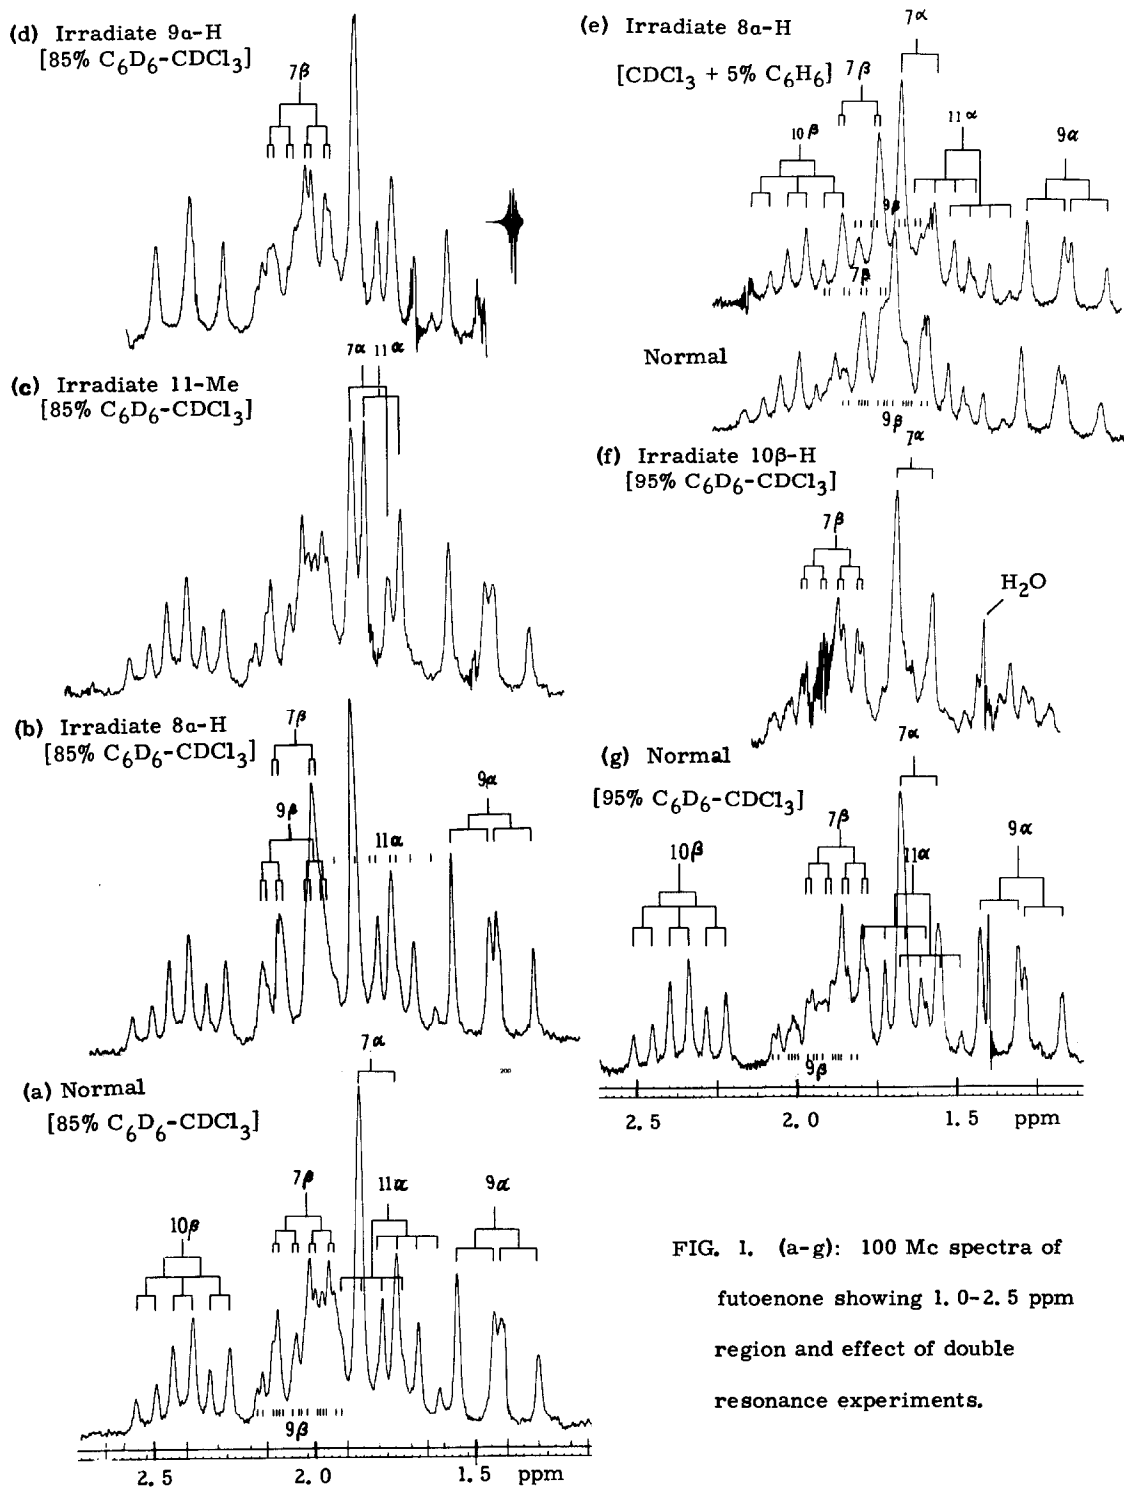 (d) Irradiate 9α-H
[85% C6D6-CDCl3]
7β
(c) Irradiate 11-Me
[85% C6D6-CDCl3]
7α 11α
(b) Irradiate 8α-H
[85% C6D6-CDCl3]
7β
9β
11α
9α
(a) Normal
[85% C6D6-CDCl3]
200
7α
10β
7β
11α
9α
9β
2.5 2.0 1.5 ppm
(e) Irradiate 8α-H
[CDCl3 + 5% C6H6]
7α
7β
10β
11α
9α
9β
7β
Normal
9β
(f) Irradiate 10β-H
[95% C6D6-CDCl3]
7α
7β
H2O
(g) Normal
[95% C6D6-CDCl3]
7α
7β
10β
11α
9α
9β
2.5 2.0 1.5 ppm
FIG. 1. (a-g): 100 Mc spectra of
futoenone showing 1.0-2.5 ppm
region and effect of double
resonance experiments.